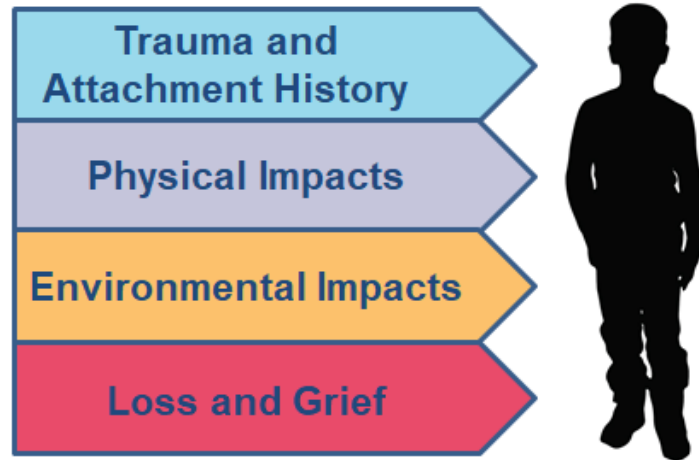 Trauma and
Attachment History
Physical Impacts
Environmental Impacts
Loss and Grief